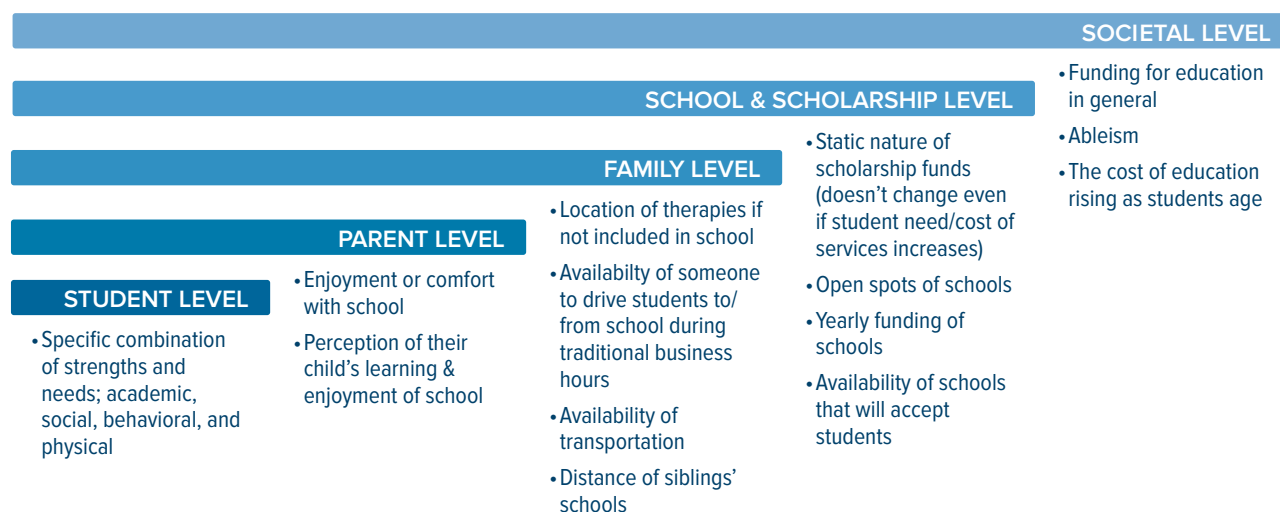 SOCIETAL LEVEL
• Funding for education
in general
• Ableism
• The cost of education
rising as students age
SCHOOL & SCHOLARSHIP LEVEL
• Static nature of
scholarship funds
(doesn't change even
if student need/cost of
services increases)
• Open spots of schools
• Yearly funding of
schools
• Availability of schools
that will accept
students
FAMILY LEVEL
• Location of therapies if
not included in school
• Availabilty of someone
to drive students to/
from school during
traditional business
hours
• Availability of
transportation
• Distance of siblings'
schools
PARENT LEVEL
• Enjoyment or comfort
with school
• Perception of their
child's learning &
enjoyment of school
STUDENT LEVEL
• Specific combination
of strengths and
needs; academic,
social, behavioral, and
physical